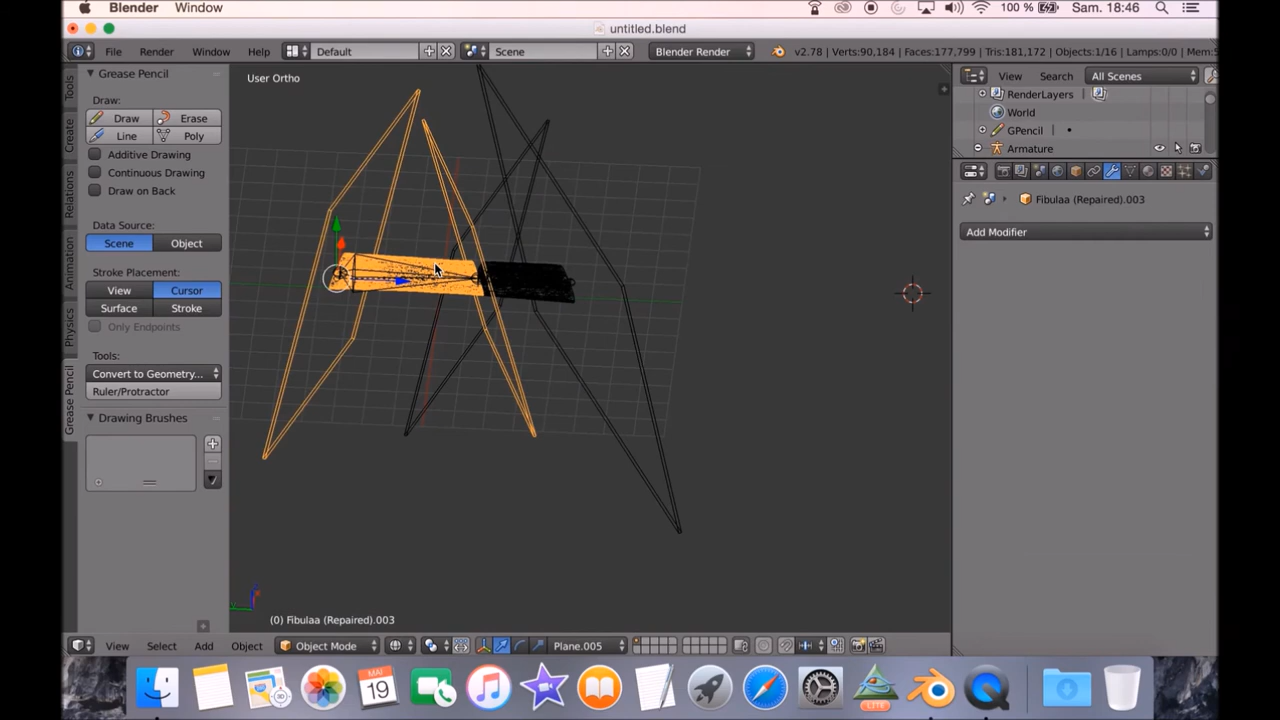 Blender Window 100 % Sam. 18:46
untitled.blend
File Render Window Help Default Scene Blender Render v2.78 | Verts:90,184 | Faces:177,799 | Tris:181,172 | Objects:1/16 | Lamps:0/0 | Mem:
Grease Pencil
User Ortho
View Search All Scenes
RenderLayers
World
GPencil
Armature
Tools
Create
Relations
Animation
Physics
Grease Pencil
Draw:
Draw Erase
Line Poly
Additive Drawing
Continuous Drawing
Draw on Back
Data Source:
Scene Object
Stroke Placement:
View Cursor
Surface Stroke
Only Endpoints
Tools:
Convert to Geometry...
Ruler/Protractor
Drawing Brushes
Fibulaa (Repaired).003
Add Modifier
(0) Fibulaa (Repaired).003
View Select Add Object Object Mode Plane.005
MAI
19
LITE